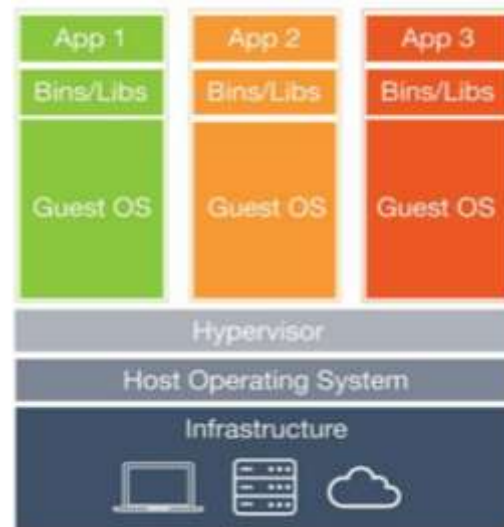 App 1 App 2 App 3
Bins/Libs Bins/Libs Bins/Libs
Guest OS Guest OS Guest OS
Hypervisor
Host Operating System
Infrastructure